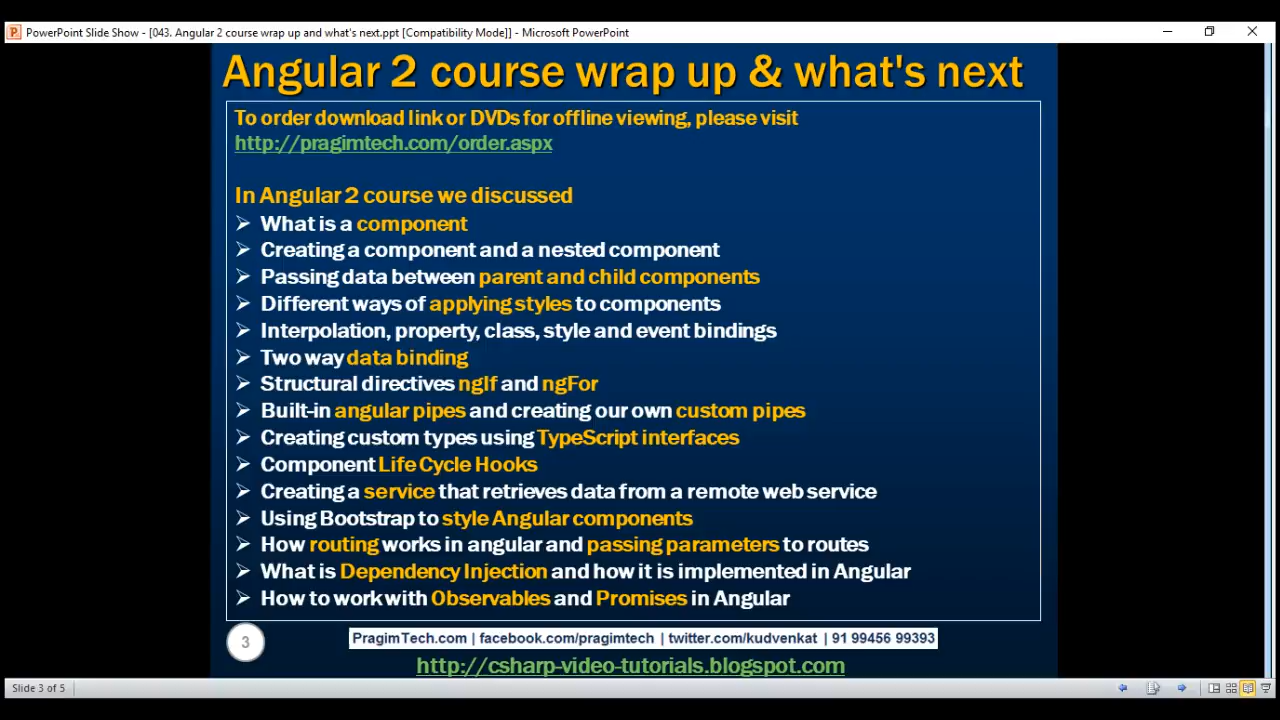 PowerPoint Slide Show - [043. Angular 2 course wrap up and what's next.ppt [Compatibility Mode]] - Microsoft PowerPoint
Angular 2 course wrap up & what's next
To order download link or DVDs for offline viewing, please visit
http://pragimtech.com/order.aspx
In Angular 2 course we discussed
What is a component
Creating a component and a nested component
Passing data between parent and child components
Different ways of applying styles to components
Interpolation, property, class, style and event bindings
Two way data binding
Structural directives ngIf and ngFor
Built-in angular pipes and creating our own custom pipes
Creating custom types using TypeScript interfaces
Component Life Cycle Hooks
Creating a service that retrieves data from a remote web service
Using Bootstrap to style Angular components
How routing works in angular and passing parameters to routes
What is Dependency Injection and how it is implemented in Angular
How to work with Observables and Promises in Angular
3
PragimTech.com | facebook.com/pragimtech | twitter.com/kudvenkat | 91 99456 99393
http://csharp-video-tutorials.blogspot.com
Slide 3 of 5